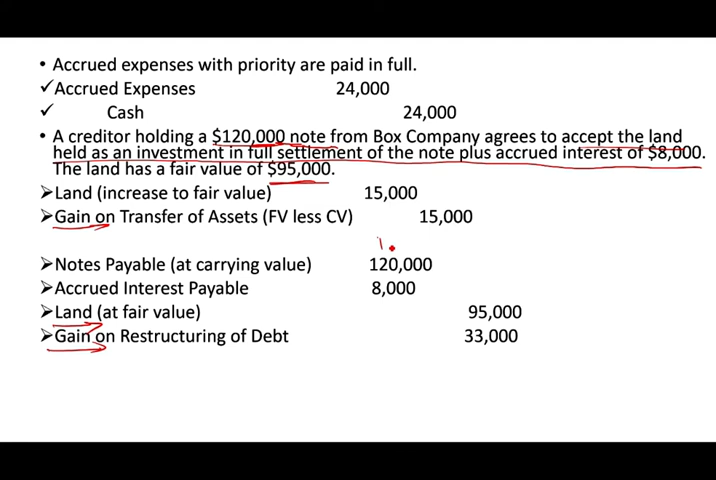 • Accrued expenses with priority are paid in full.
✓Accrued Expenses 24,000
✓ Cash 24,000
• A creditor holding a $120,000 note from Box Company agrees to accept the land
held as an investment in full settlement of the note plus accrued interest of $8,000.
The land has a fair value of $95,000.
➢Land (increase to fair value) 15,000
➢Gain on Transfer of Assets (FV less CV) 15,000
➢Notes Payable (at carrying value) 120,000
➢Accrued Interest Payable 8,000
➢Land (at fair value) 95,000
➢Gain on Restructuring of Debt 33,000